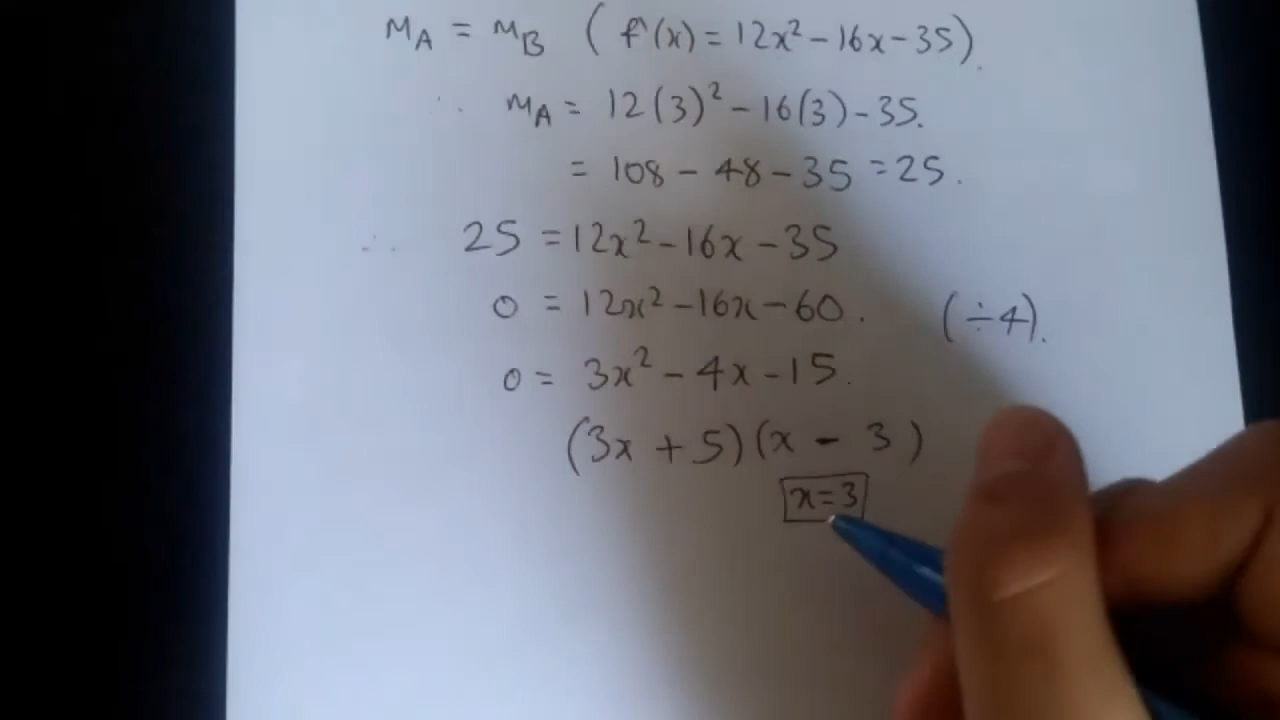 M_A = M_B ( f'(x) = 12x² - 16x - 35).
∴ M_A = 12(3)² - 16(3) - 35.
= 108 - 48 - 35 = 25.
∴ 25 = 12x² - 16x - 35
0 = 12x² - 16x - 60. (÷4).
0 = 3x² - 4x - 15.
(3x + 5)(x - 3)
x = 3